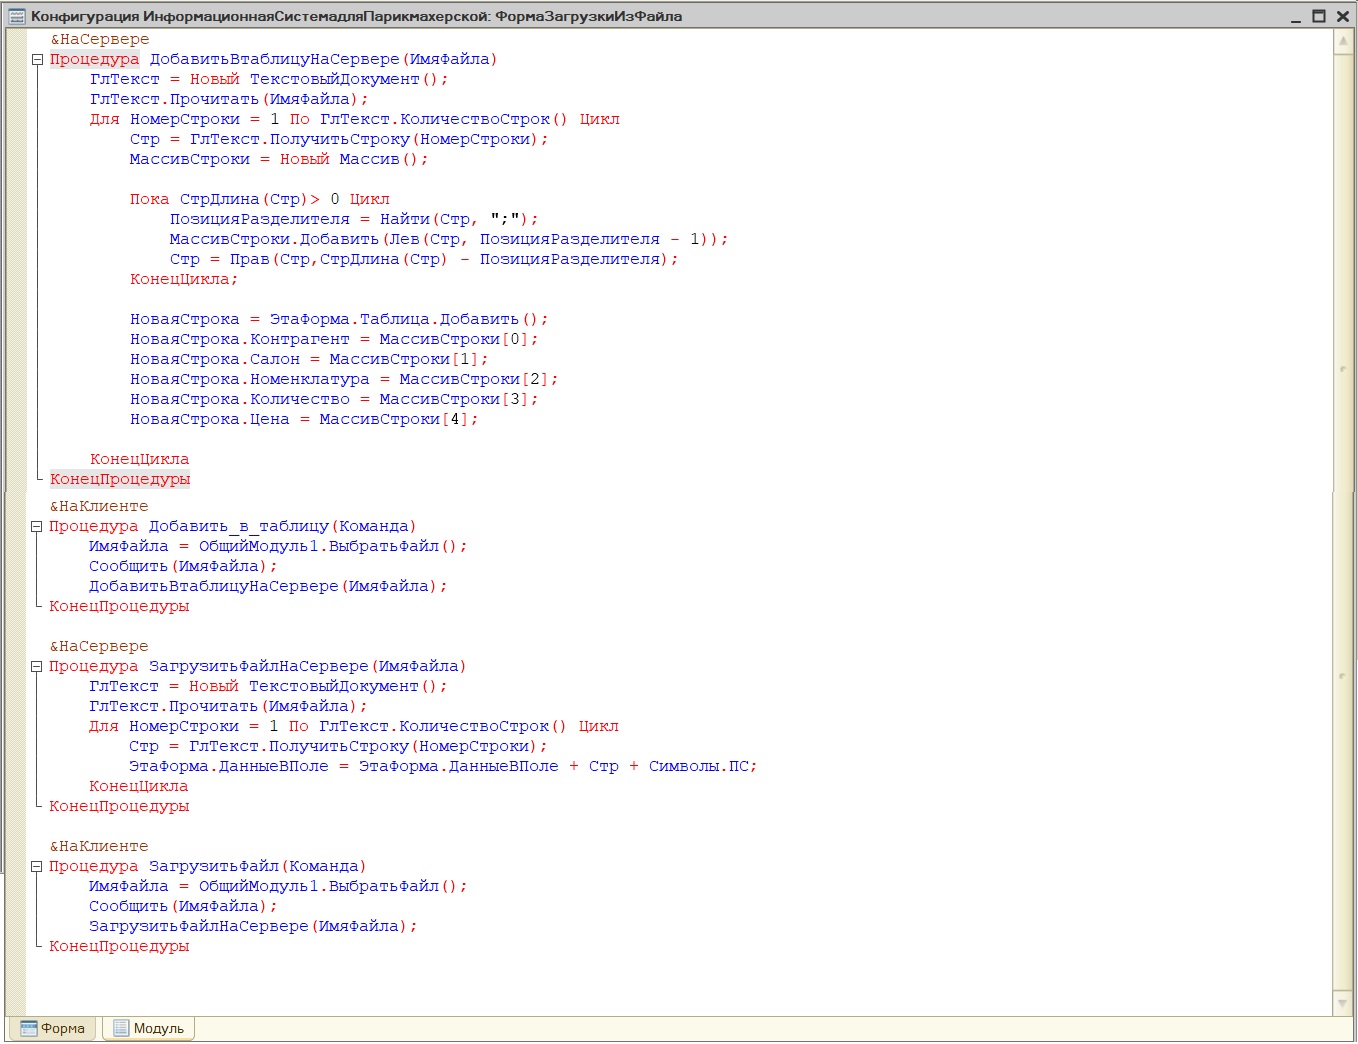 Конфигурация ИнформационнаяСистемадляПарикмахерской: ФормаЗагрузкиИзФайла
&НаСервере
Процедура ДобавитьВтаблицуНаСервере(ИмяФайла)
ГлТекст = Новый ТекстовыйДокумент();
ГлТекст.Прочитать(ИмяФайла);
Для НомерСтроки = 1 По ГлТекст.КоличествоСтрок() Цикл
Стр = ГлТекст.ПолучитьСтроку(НомерСтроки);
МассивСтроки = Новый Массив();
Пока СтрДлина(Стр)> 0 Цикл
ПозицияРазделителя = Найти(Стр, ";");
МассивСтроки.Добавить(Лев(Стр, ПозицияРазделителя - 1));
Стр = Прав(Стр,СтрДлина(Стр) - ПозицияРазделителя);
КонецЦикла;
НоваяСтрока = ЭтаФорма.Таблица.Добавить();
НоваяСтрока.Контрагент = МассивСтроки[0];
НоваяСтрока.Салон = МассивСтроки[1];
НоваяСтрока.Номенклатура = МассивСтроки[2];
НоваяСтрока.Количество = МассивСтроки[3];
НоваяСтрока.Цена = МассивСтроки[4];
КонецЦикла
КонецПроцедуры
&НаКлиенте
Процедура Добавить_в_таблицу(Команда)
ИмяФайла = ОбщийМодуль1.ВыбратьФайл();
Сообщить(ИмяФайла);
ДобавитьВтаблицуНаСервере(ИмяФайла);
КонецПроцедуры
&НаСервере
Процедура ЗагрузитьФайлНаСервере(ИмяФайла)
ГлТекст = Новый ТекстовыйДокумент();
ГлТекст.Прочитать(ИмяФайла);
Для НомерСтроки = 1 По ГлТекст.КоличествоСтрок() Цикл
Стр = ГлТекст.ПолучитьСтроку(НомерСтроки);
ЭтаФорма.ДанныеВПоле = ЭтаФорма.ДанныеВПоле + Стр + Символы.ПС;
КонецЦикла
КонецПроцедуры
&НаКлиенте
Процедура ЗагрузитьФайл(Команда)
ИмяФайла = ОбщийМодуль1.ВыбратьФайл();
Сообщить(ИмяФайла);
ЗагрузитьФайлНаСервере(ИмяФайла);
КонецПроцедуры
Форма Модуль